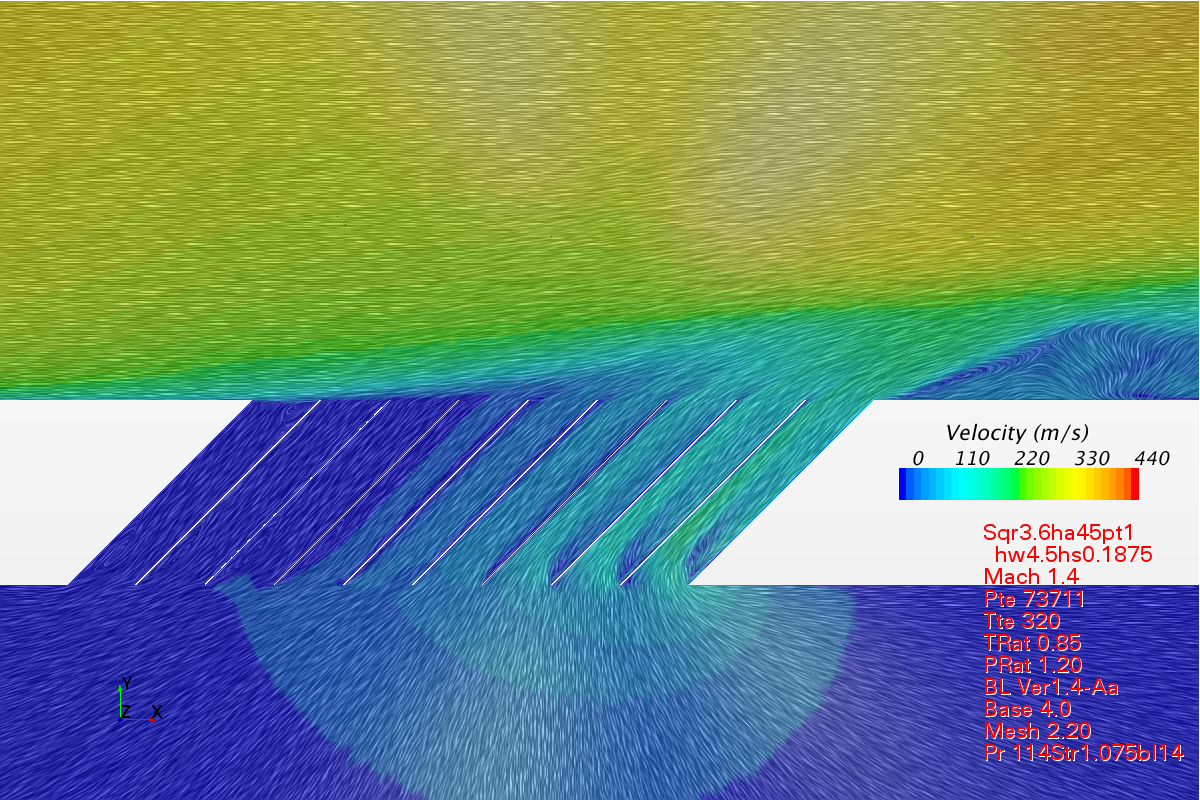 Velocity (m/s)
0 110 220 330 440
Sqr3.6ha45pt1
hw4.5hs0.1875
Mach 1.4
Pte 73711
Tte 320
TRat 0.85
PRat 1.20
BL Ver1.4-Aa
Base 4.0
Mesh 2.20
Pr 114Str1.075bl14
Y
Z X